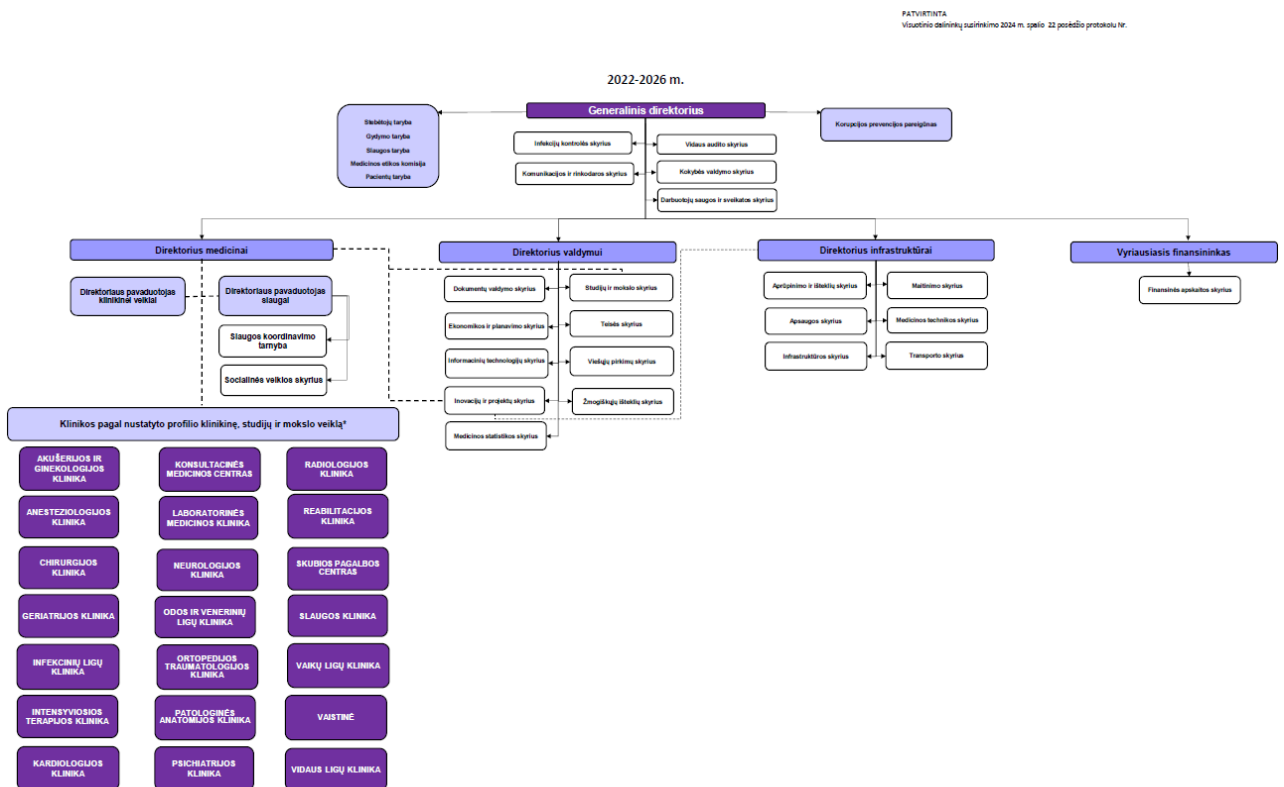 PATVIRTINTA
Visuotinio dalininkų susirinkimo 2024 m. spalio 22 posėdžio protokolu Nr.
2022-2026 m.
Generalinis direktorius
Stebėtojų taryba
Gydymo taryba
Slaugos taryba
Medicinos etikos komisija
Pacientų taryba
Korupcijos prevencijos pareigūnas
Infekcijų kontrolės skyrius
Vidaus audito skyrius
Komunikacijos ir rinkodaros skyrius
Kokybės valdymo skyrius
Darbuotojų saugos ir sveikatos skyrius
Direktorius medicinai
Direktorius valdymui
Direktorius infrastruktūrai
Vyriausiasis finansininkas
Direktoriaus pavaduotojas
klinikinei veiklai
Direktoriaus pavaduotojas
slaugai
Slaugos koordinavimo
tarnyba
Socialinės veiklos skyrius
Dokumentų valdymo skyrius
Studijų ir mokslo skyrius
Ekonomikos ir planavimo skyrius
Teisės skyrius
Informacinių technologijų skyrius
Viešųjų pirkimų skyrius
Inovacijų ir projektų skyrius
Žmogiškųjų išteklių skyrius
Medicinos statistikos skyrius
Aprūpinimo ir išteklių skyrius
Maitinimo skyrius
Apsaugos skyrius
Medicinos technikos skyrius
Infrastruktūros skyrius
Transporto skyrius
Finansinės apskaitos skyrius
Klinikos pagal nustatyto profilio klinikinę, studijų ir mokslo veiklą*
AKUŠERIJOS IR
GINEKOLOGIJOS
KLINIKA
KONSULTACINĖS
MEDICINOS CENTRAS
RADIOLOGIJOS
KLINIKA
ANESTEZIOLOGIJOS
KLINIKA
LABORATORINĖS
MEDICINOS KLINIKA
REABILITACIJOS
KLINIKA
CHIRURGIJOS
KLINIKA
NEUROLOGIJOS
KLINIKA
SKUBIOS PAGALBOS
CENTRAS
GERIATRIJOS KLINIKA
ODOS IR VENERINIŲ
LIGŲ KLINIKA
SLAUGOS KLINIKA
INFEKCINIŲ LIGŲ
KLINIKA
ORTOPEDIJOS
TRAUMATOLOGIJOS
KLINIKA
VAIKŲ LIGŲ KLINIKA
INTENSYVIOSIOS
TERAPIJOS KLINIKA
PATOLOGINĖS
ANATOMIJOS KLINIKA
VAISTINĖ
KARDIOLOGIJOS
KLINIKA
PSICHIATRIJOS
KLINIKA
VIDAUS LIGŲ KLINIKA